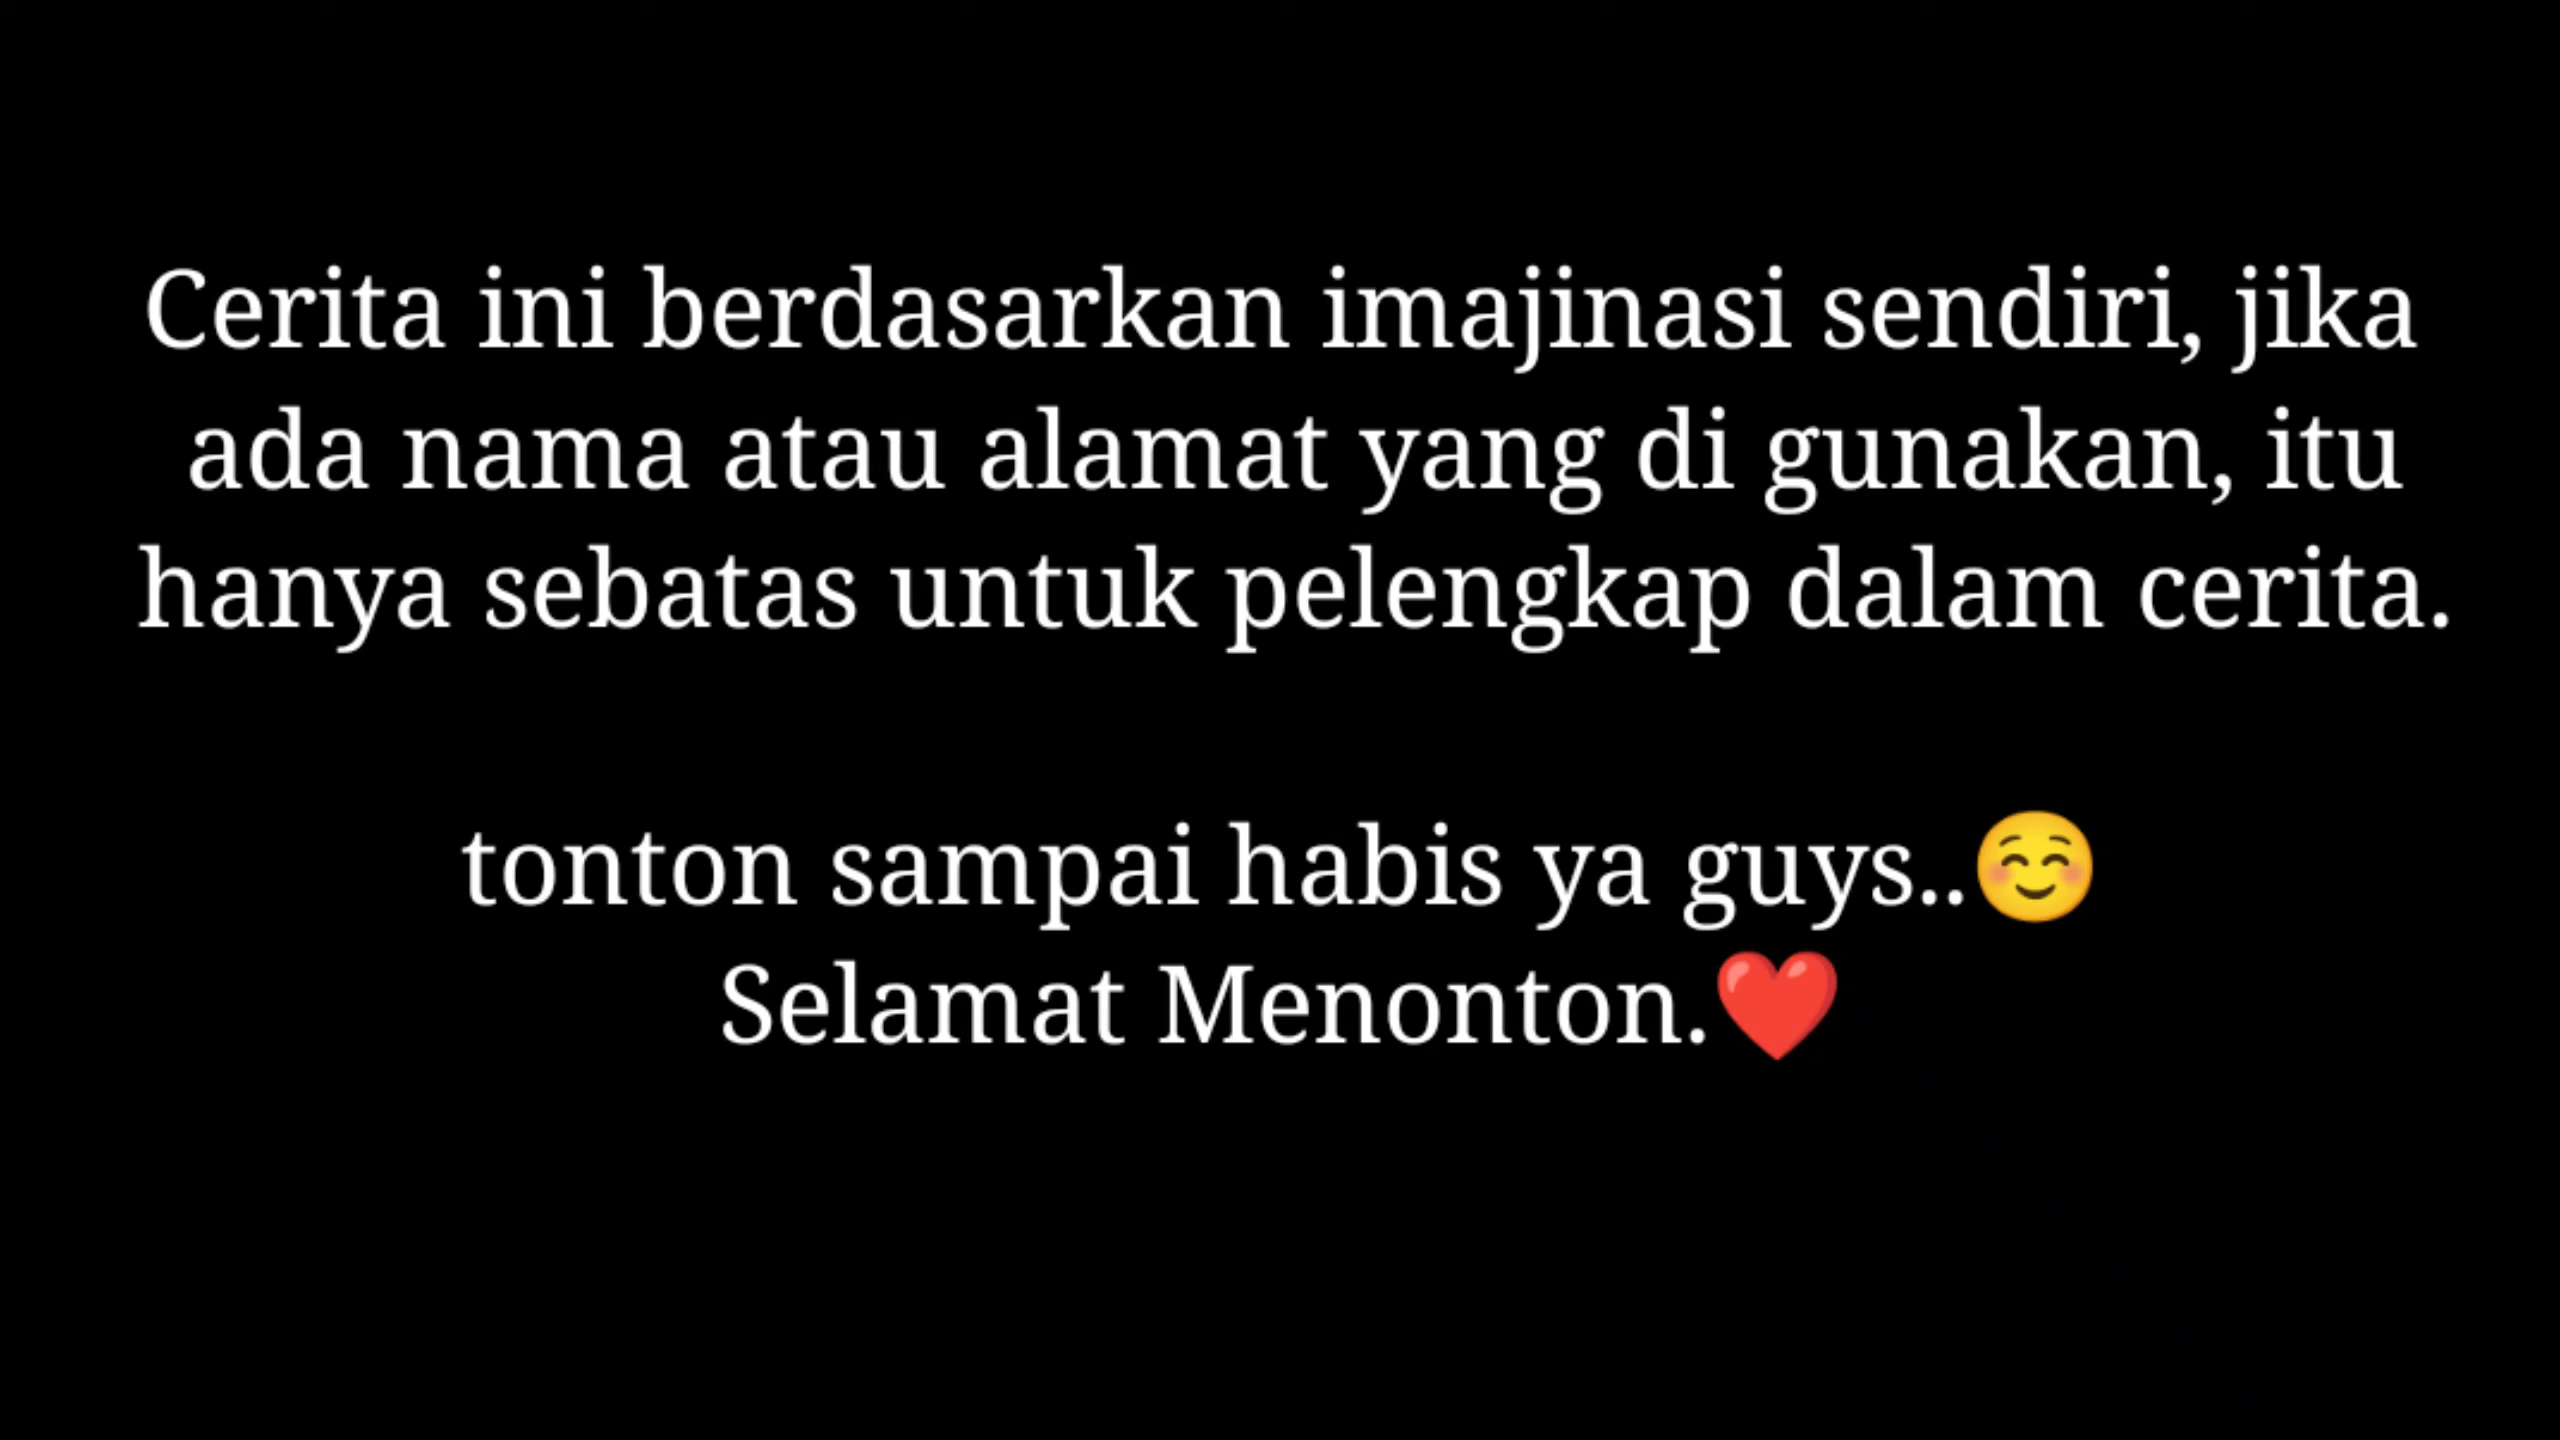 Cerita ini berdasarkan imajinasi sendiri, jika
ada nama atau alamat yang di gunakan, itu
hanya sebatas untuk pelengkap dalam cerita.
tonton sampai habis ya guys..☺️
Selamat Menonton.❤️